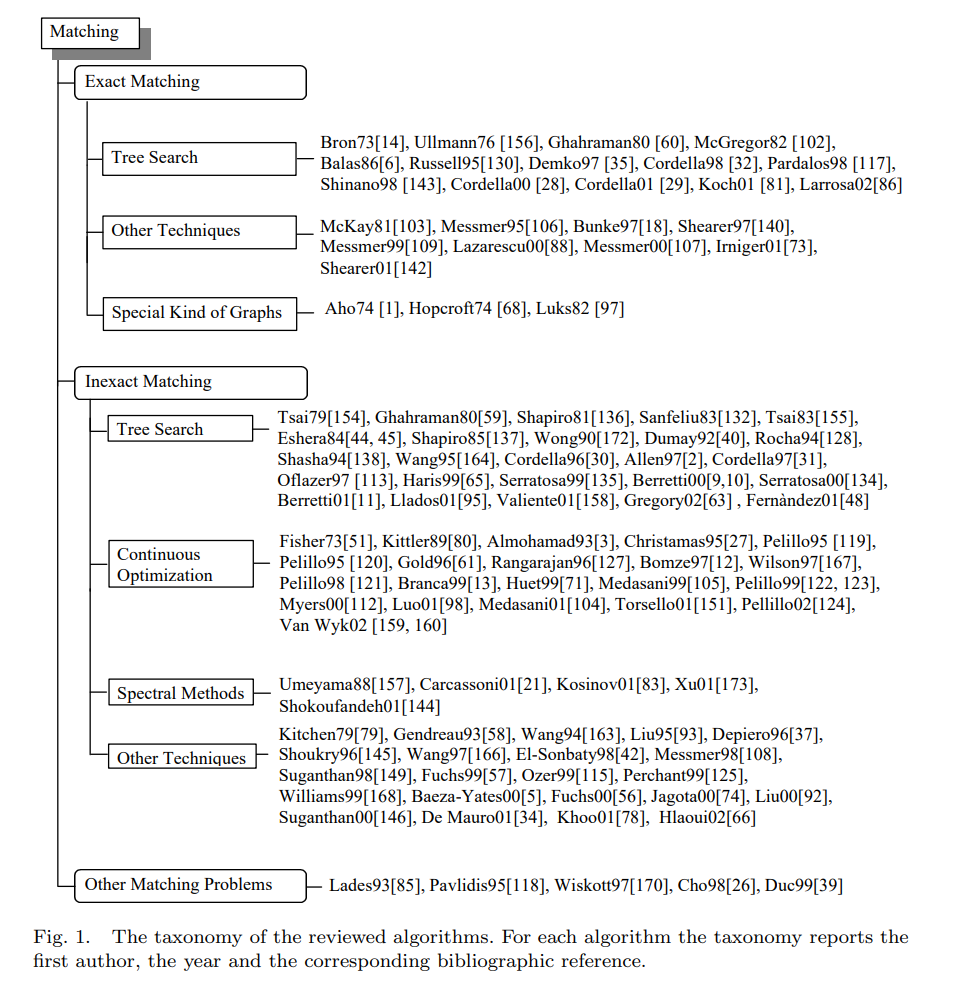 Matching
Exact Matching
Tree Search
Bron73[14], Ullmann76 [156], Ghahraman80 [60], McGregor82 [102],
Balas86[6], Russell95[130], Demko97 [35], Cordella98 [32], Pardalos98 [117],
Shinano98 [143], Cordella00 [28], Cordella01 [29], Koch01 [81], Larrosa02[86]
Other Techniques
McKay81[103], Messmer95[106], Bunke97[18], Shearer97[140],
Messmer99[109], Lazarescu00[88], Messmer00[107], Irniger01[73],
Shearer01[142]
Special Kind of Graphs
Aho74 [1], Hopcroft74 [68], Luks82 [97]
Inexact Matching
Tree Search
Tsai79[154], Ghahraman80[59], Shapiro81[136], Sanfeliu83[132], Tsai83[155],
Eshera84[44, 45], Shapiro85[137], Wong90[172], Dumay92[40], Rocha94[128],
Shasha94[138], Wang95[164], Cordella96[30], Allen97[2], Cordella97[31],
Oflazer97 [113], Haris99[65], Serratosa99[135], Berretti00[9,10], Serratosa00[134],
Berretti01[11], Llados01[95], Valiente01[158], Gregory02[63] , Fernàndez01[48]
Continuous
Optimization
Fisher73[51], Kittler89[80], Almohamad93[3], Christamas95[27], Pelillo95 [119],
Pelillo95 [120], Gold96[61], Rangarajan96[127], Bomze97[12], Wilson97[167],
Pelillo98 [121], Branca99[13], Huet99[71], Medasani99[105], Pelillo99[122, 123],
Myers00[112], Luo01[98], Medasani01[104], Torsello01[151], Pellillo02[124],
Van Wyk02 [159, 160]
Spectral Methods
Umeyama88[157], Carcassoni01[21], Kosinov01[83], Xu01[173],
Shokoufandeh01[144]
Other Techniques
Kitchen79[79], Gendreau93[58], Wang94[163], Liu95[93], Depiero96[37],
Shoukry96[145], Wang97[166], El-Sonbaty98[42], Messmer98[108],
Suganthan98[149], Fuchs99[57], Ozer99[115], Perchant99[125],
Williams99[168], Baeza-Yates00[5], Fuchs00[56], Jagota00[74], Liu00[92],
Suganthan00[146], De Mauro01[34], Khoo01[78], Hlaoui02[66]
Other Matching Problems
Lades93[85], Pavlidis95[118], Wiskott97[170], Cho98[26], Duc99[39]
Fig. 1. The taxonomy of the reviewed algorithms. For each algorithm the taxonomy reports the
first author, the year and the corresponding bibliographic reference.